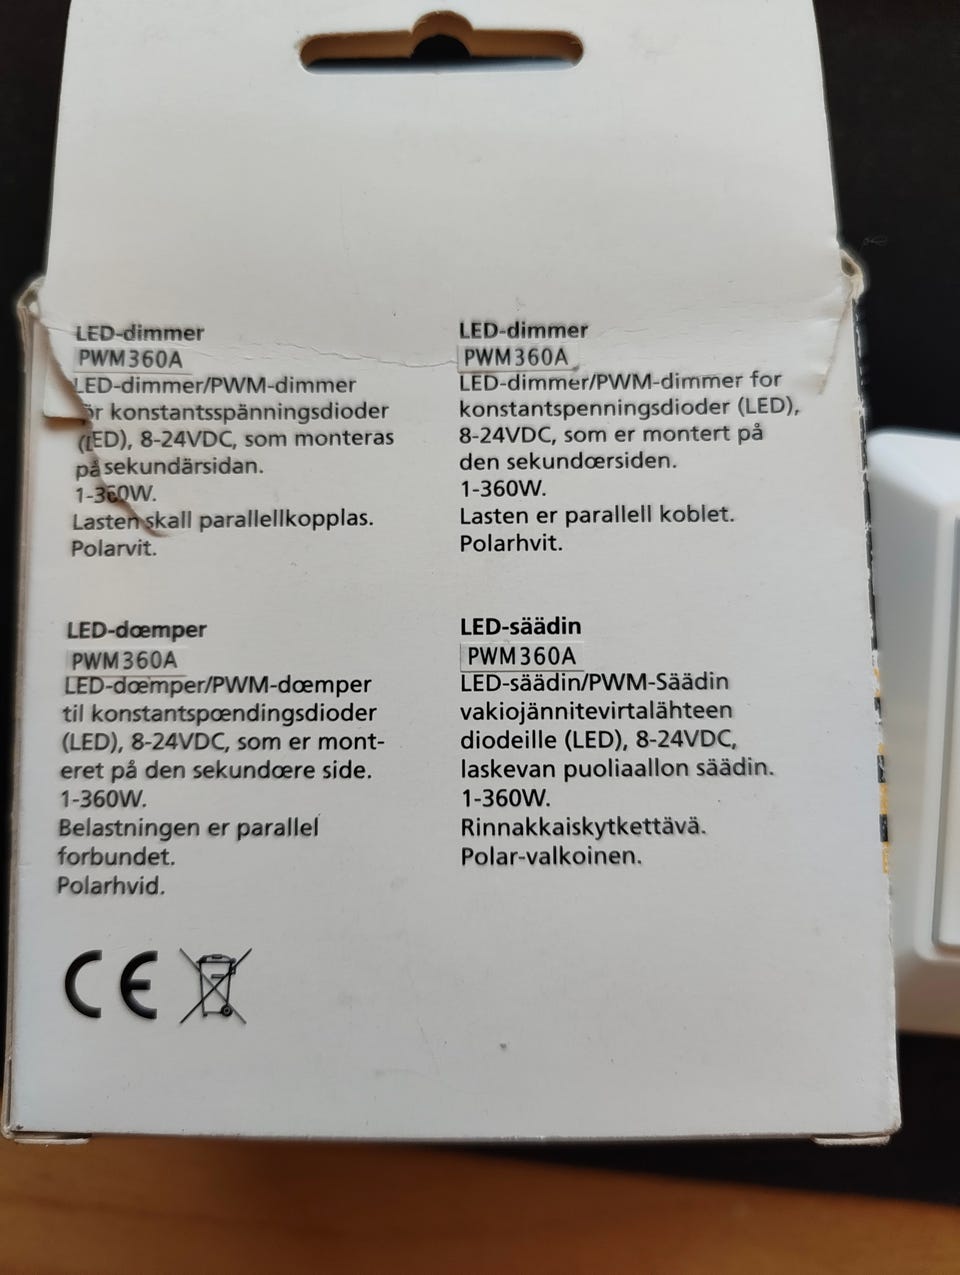 LED-dimmer
PWM360A
LED-dimmer/PWM-dimmer
ör konstantsspänningsdioder
(LED), 8-24VDC, som monteras
på sekundärsidan.
1-360W.
Lasten skall parallellkopplas.
Polarvit.
LED-dimmer
PWM360A
LED-dimmer/PWM-dimmer for
konstantspenningsdioder (LED),
8-24VDC, som er montert på
den sekundœrsiden.
1-360W.
Lasten er parallell koblet.
Polarhvit.
LED-dœmper
PWM360A
LED-dœmper/PWM-dœmper
til konstantspœndingsdioder
(LED), 8-24VDC, som er mont-
eret på den sekundœre side.
1-360W.
Belastningen er parallel
forbundet.
Polarhvid.
LED-säädin
PWM360A
LED-säädin/PWM-Säädin
vakiojännitevirtalähteen
diodeille (LED), 8-24VDC,
laskevan puoliaallon säädin.
1-360W.
Rinnakkaiskytkettävä.
Polar-valkoinen.
CE